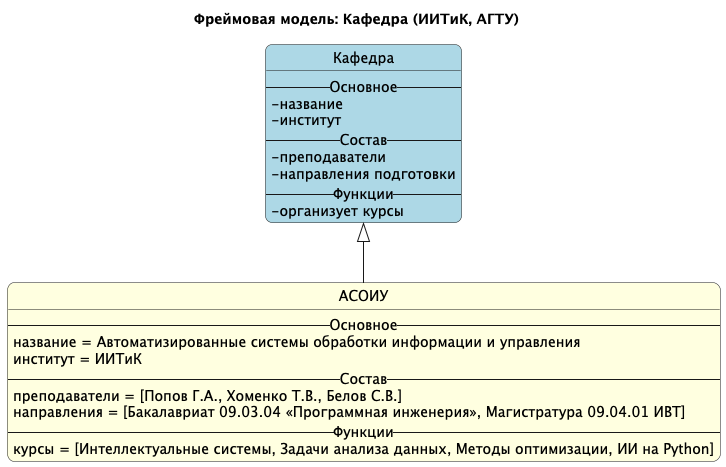 Фреймовая модель: Кафедра (ИИТиК, АГТУ)
Кафедра
Основное
-название
-институт
Состав
-преподаватели
-направления подготовки
Функции
-организует курсы
АСОИУ
Основное
название = Автоматизированные системы обработки информации и управления
институт = ИИТиК
Состав
преподаватели = [Попов Г.А., Хоменко Т.В., Белов С.В.]
направления = [Бакалавриат 09.03.04 «Программная инженерия», Магистратура 09.04.01 ИВТ]
Функции
курсы = [Интеллектуальные системы, Задачи анализа данных, Методы оптимизации, ИИ на Python]